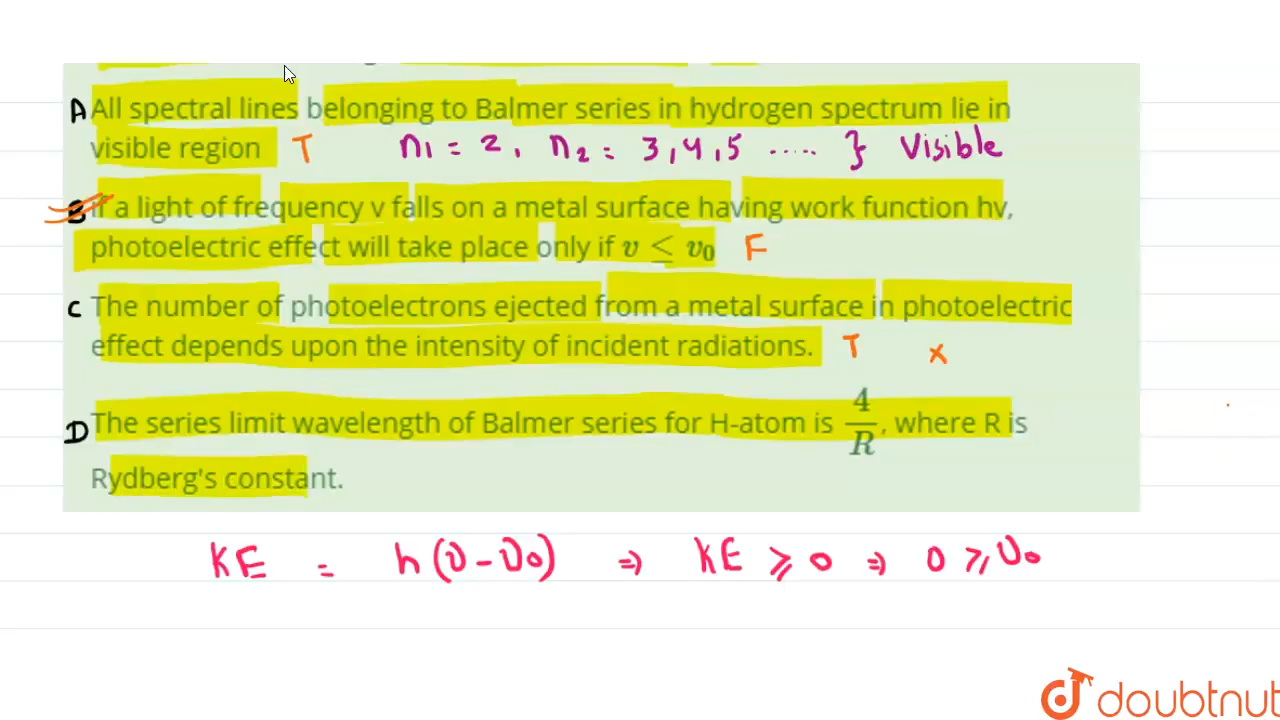 A All spectral lines belonging to Balmer series in hydrogen spectrum lie in
visible region T n1 = 2, n2 = 3,4,5 ..... } Visible
B If a light of frequency v falls on a metal surface having work function hv,
photoelectric effect will take place only if v ≤ v0 F
C The number of photoelectrons ejected from a metal surface in photoelectric
effect depends upon the intensity of incident radiations. T x
D The series limit wavelength of Balmer series for H-atom is 4/R, where R is
Rydberg's constant.
KE = h(υ-υ0) ⇒ KE ≥ 0 ⇒ υ ≥ υ0
doubtnut